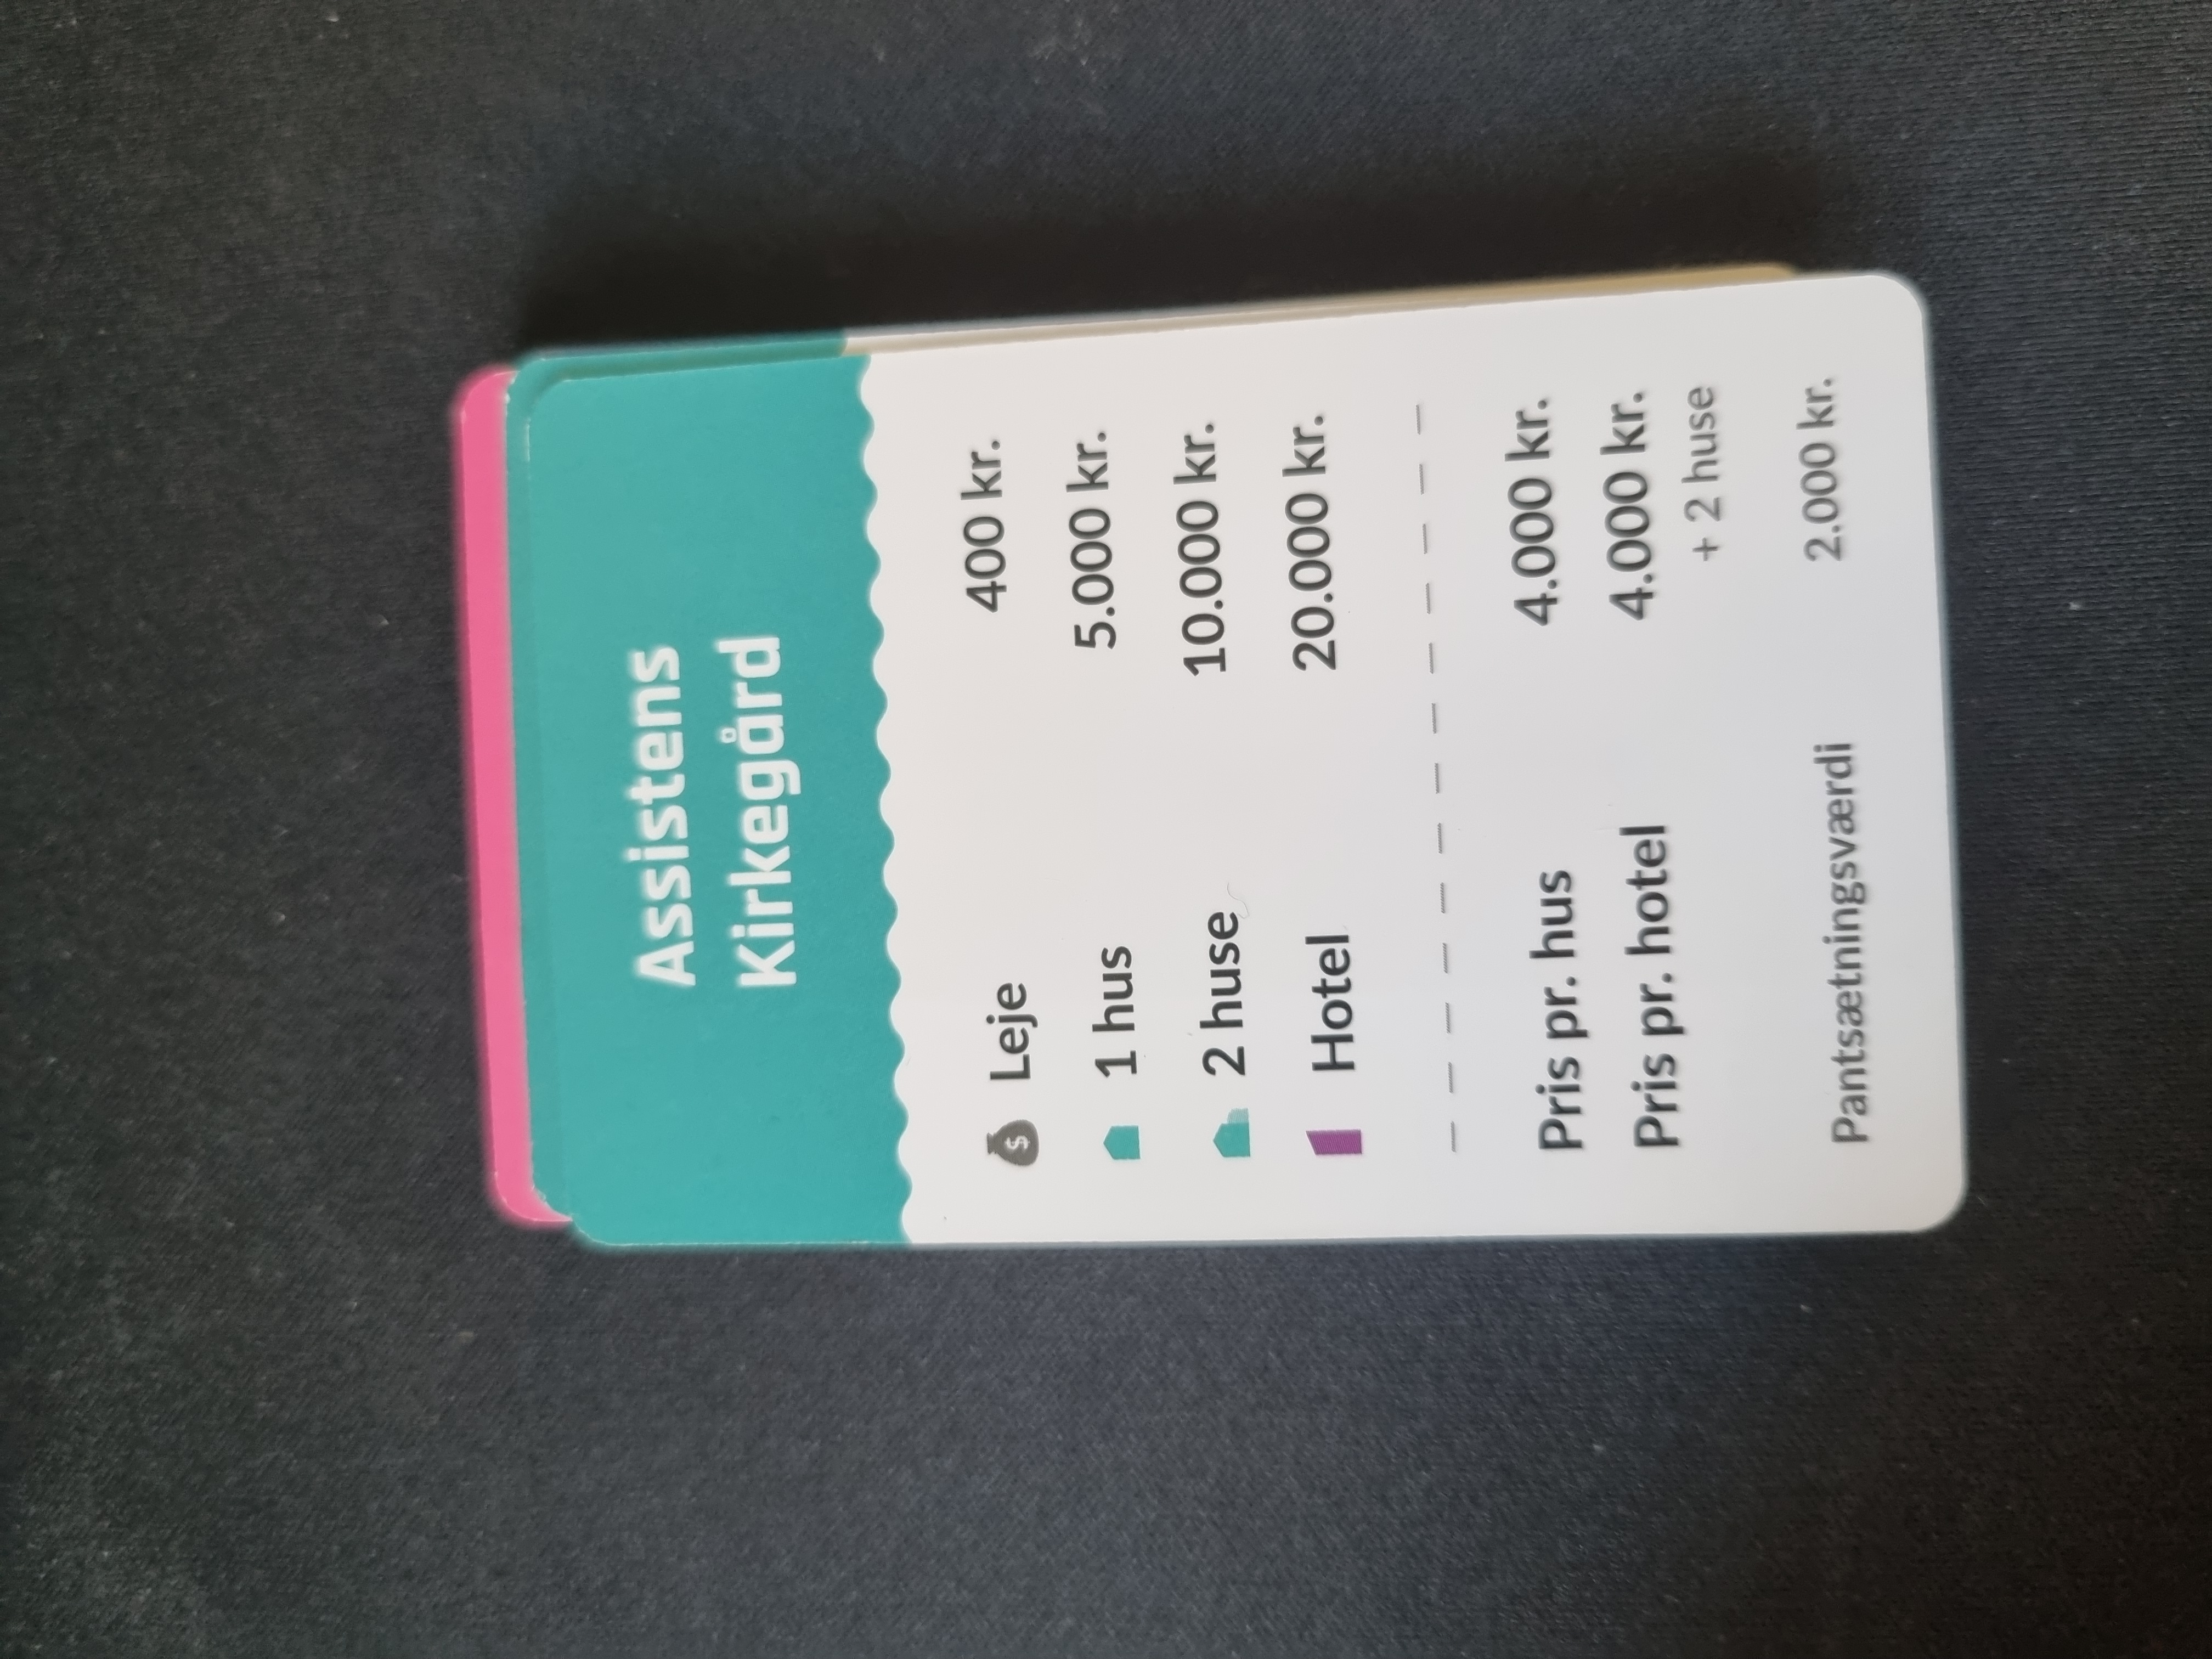 Assistens
Kirkegård
$ Leje 400 kr.
1 hus 5.000 kr.
2 huse 10.000 kr.
Hotel 20.000 kr.
Pris pr. hus 4.000 kr.
Pris pr. hotel 4.000 kr.
+ 2 huse
Pantsætningsværdi 2.000 kr.